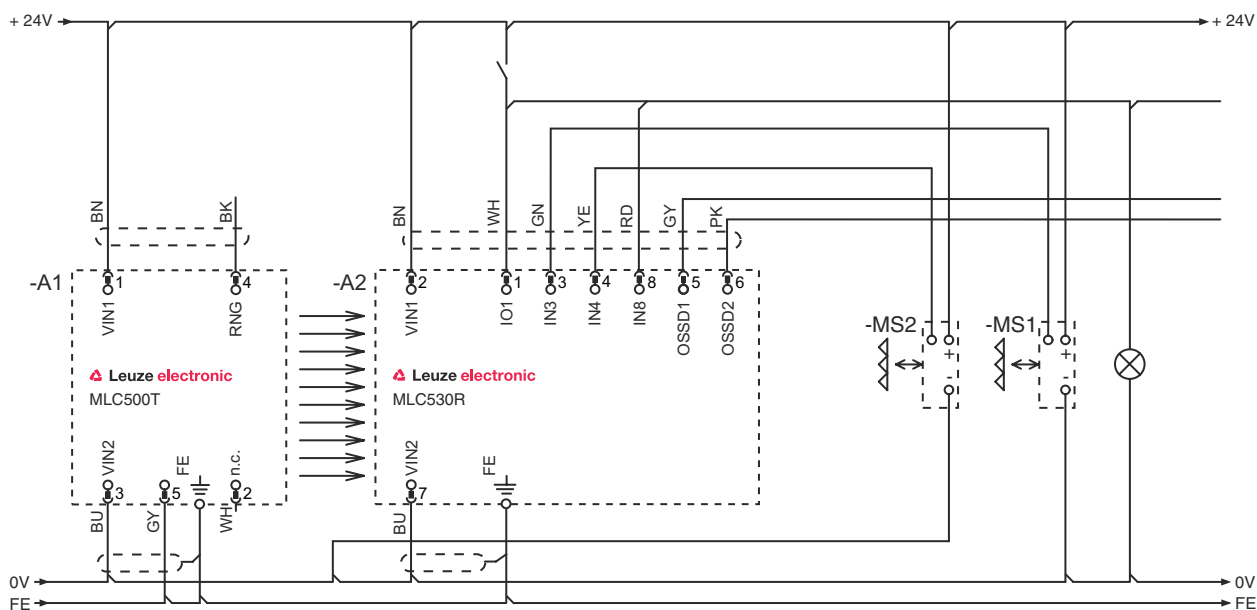 + 24V
+ 24V
BN
BK
BN
WH
GN
YE
RD
GY
PK
-A1
1
4
-A2
2
1
3
4
8
5
6
VIN1
RNG
VIN1
IO1
IN3
IN4
IN8
OSSD1
OSSD2
-MS2
-MS1
+
+
-
-
Leuze electronic
MLC500T
Leuze electronic
MLC530R
VIN2
FE
n.c.
VIN2
FE
3
5
2
7
BU
GY
WH
BU
0V
0V
FE
FE